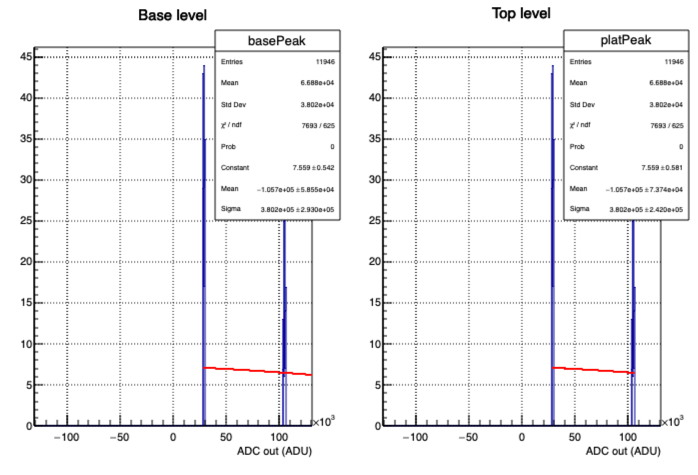 Base level
basePeak
Entries 11946
Mean 6.688e+04
Std Dev 3.802e+04
χ² / ndf 7693 / 625
Prob 0
Constant 7.559 ± 0.542
Mean −1.057e+05 ± 5.855e+04
Sigma 3.802e+05 ± 2.930e+05
45
40
35
30
25
20
15
10
5
0
−100 −50 0 50 100
×10³
ADC out (ADU)
Top level
platPeak
Entries 11946
Mean 6.688e+04
Std Dev 3.802e+04
χ² / ndf 7693 / 625
Prob 0
Constant 7.559 ± 0.581
Mean −1.057e+05 ± 7.374e+04
Sigma 3.802e+05 ± 2.420e+05
45
40
35
30
25
20
15
10
5
0
−100 −50 0 50 100
×10³
ADC out (ADU)